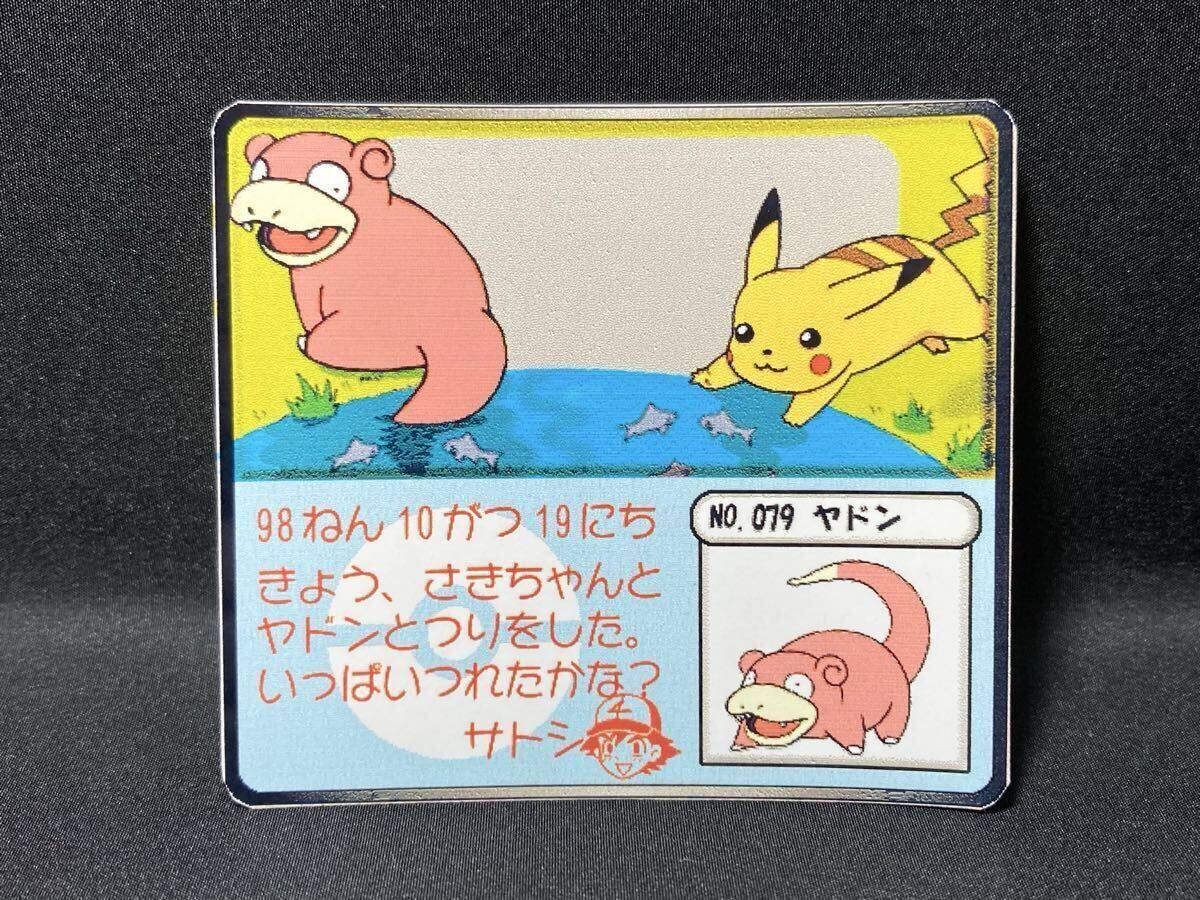 98ねん10がつ19にち
きょう、さきちゃんと
ヤドンとつりをした。
いっぱいつれたかな?
サトシ
NO.079 ヤドン